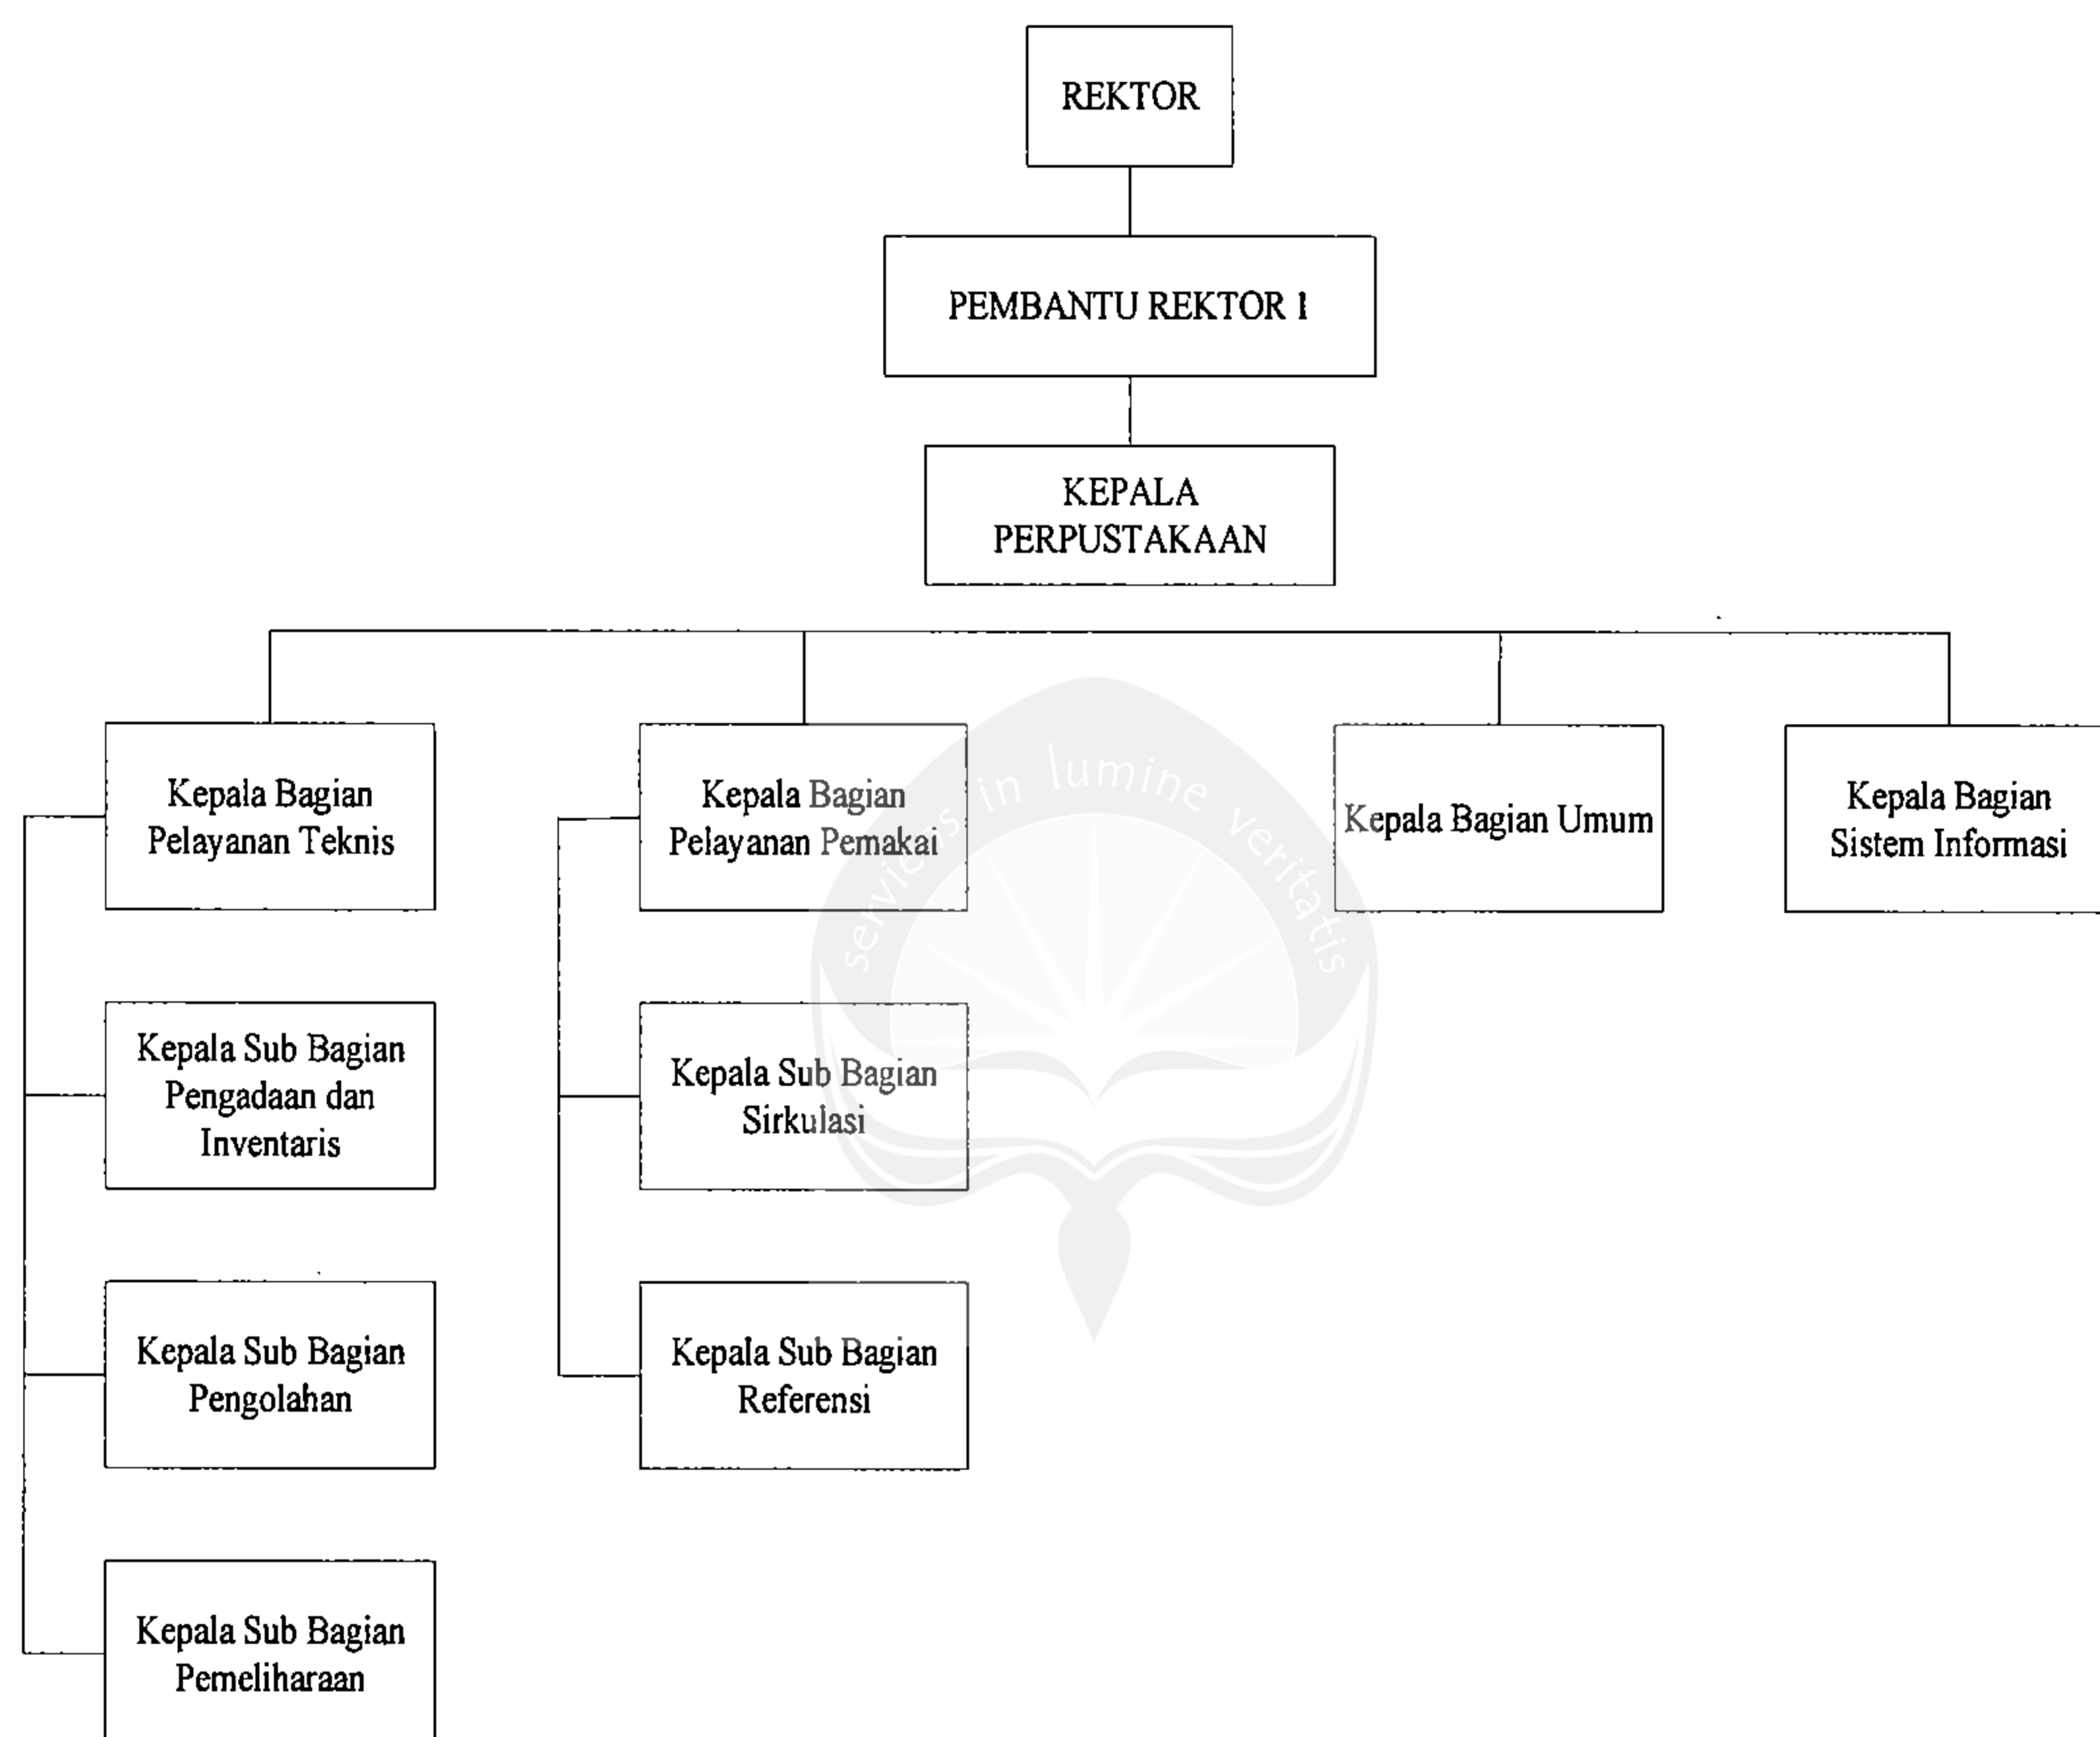 REKTOR
PEMBANTU REKTOR 1
KEPALA
PERPUSTAKAAN
Kepala Bagian
Pelayanan Teknis
Kepala Bagian
Pelayanan Pemakai
Kepala Bagian Umum
Kepala Bagian
Sistem Informasi
serviens in lumine veritatis
Kepala Sub Bagian
Pengadaan dan
Inventaris
Kepala Sub Bagian
Sirkulasi
Kepala Sub Bagian
Pengolahan
Kepala Sub Bagian
Referensi
Kepala Sub Bagian
Pemeliharaan